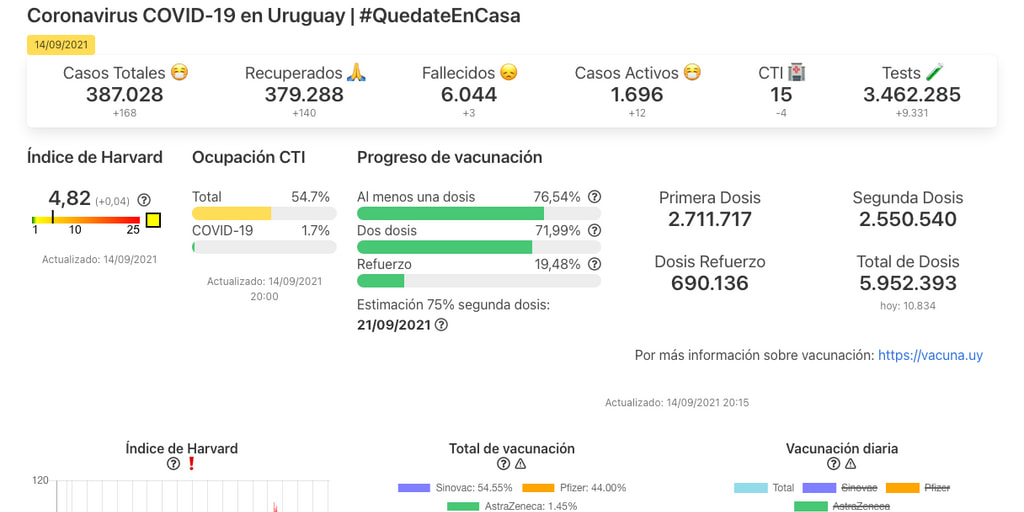 Coronavirus COVID-19 en Uruguay | #QuedateEnCasa
14/09/2021
Casos Totales 😷 Recuperados 🙏 Fallecidos 😞 Casos Activos 😷 CTI 🏥 Tests 🧪
387.028 379.288 6.044 1.696 15 3.462.285
+168 +140 +3 +12 -4 +9.331
Índice de Harvard Ocupación CTI Progreso de vacunación
4,82 (+0,04)
1 10 25
Actualizado: 14/09/2021
Total 54.7%
COVID-19 1.7%
Actualizado: 14/09/2021
20:00
Al menos una dosis 76,54%
Dos dosis 71,99%
Refuerzo 19,48%
Estimación 75% segunda dosis:
21/09/2021
Primera Dosis Segunda Dosis
2.711.717 2.550.540
Dosis Refuerzo Total de Dosis
690.136 5.952.393
hoy: 10.834
Por más información sobre vacunación: https://vacuna.uy
Actualizado: 14/09/2021 20:15
Índice de Harvard
120
Total de vacunación
Sinovac: 54.55% Pfizer: 44.00%
AstraZeneca: 1.45%
Vacunación diaria
Total Sinovac Pfizer
AstraZeneca